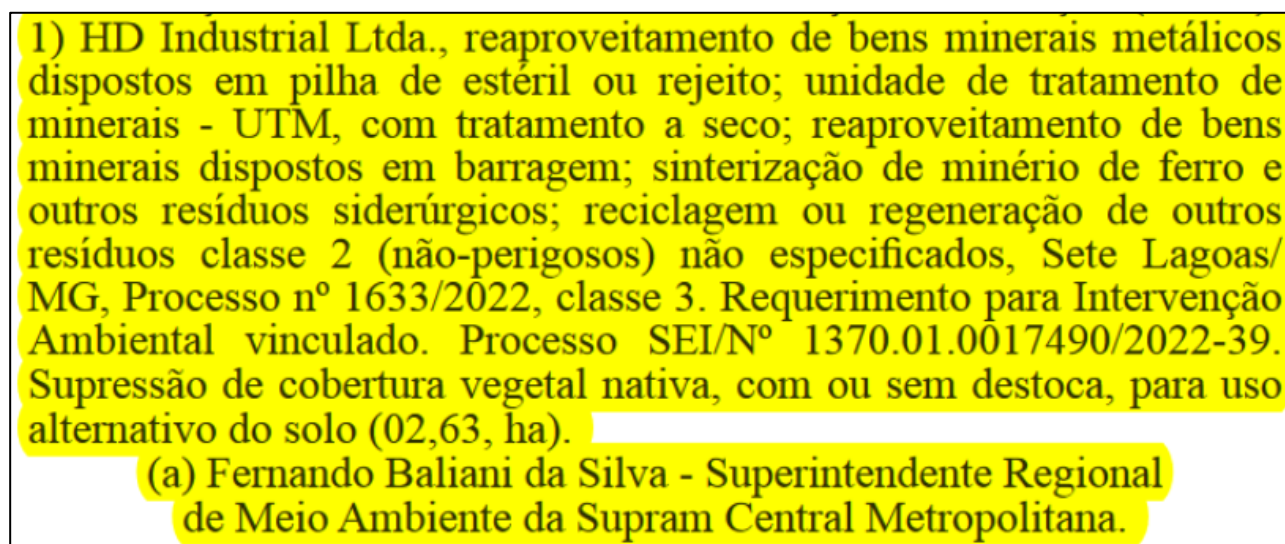 1) HD Industrial Ltda., reaproveitamento de bens minerais metálicos
dispostos em pilha de estéril ou rejeito; unidade de tratamento de
minerais - UTM, com tratamento a seco; reaproveitamento de bens
minerais dispostos em barragem; sinterização de minério de ferro e
outros resíduos siderúrgicos; reciclagem ou regeneração de outros
resíduos classe 2 (não-perigosos) não especificados, Sete Lagoas/
MG, Processo nº 1633/2022, classe 3. Requerimento para Intervenção
Ambiental vinculado. Processo SEI/Nº 1370.01.0017490/2022-39.
Supressão de cobertura vegetal nativa, com ou sem destoca, para uso
alternativo do solo (02,63, ha).
(a) Fernando Baliani da Silva - Superintendente Regional
de Meio Ambiente da Supram Central Metropolitana.